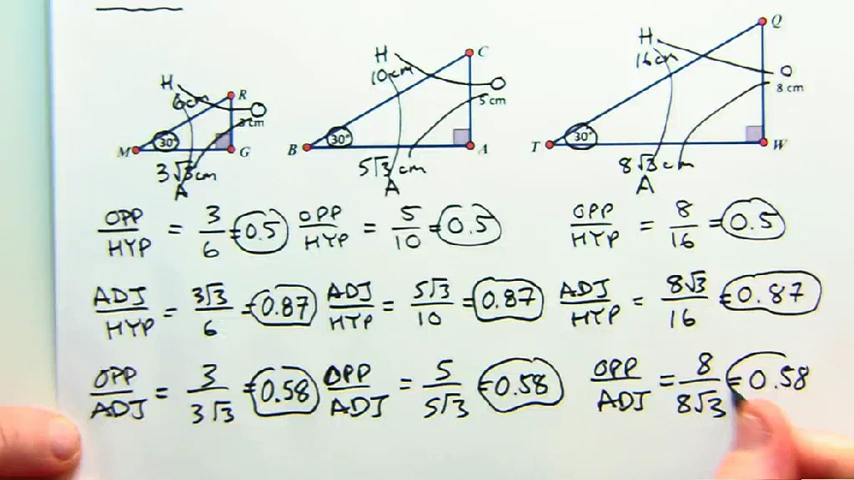 Q
H
16cm
O
8 cm
30°
T
W
8√3cm
A
H
C
10cm
O
5 cm
30°
B
A
5√3cm
A
H
R
6cm
O
3 cm
30°
M
G
3√3cm
A
OPP/HYP = 3/6 = 0.5 OPP/HYP = 5/10 = 0.5 OPP/HYP = 8/16 = 0.5
ADJ/HYP = 3√3/6 = 0.87 ADJ/HYP = 5√3/10 = 0.87 ADJ/HYP = 8√3/16 = 0.87
OPP/ADJ = 3/3√3 = 0.58 OPP/ADJ = 5/5√3 = 0.58 OPP/ADJ = 8/8√3 = 0.58